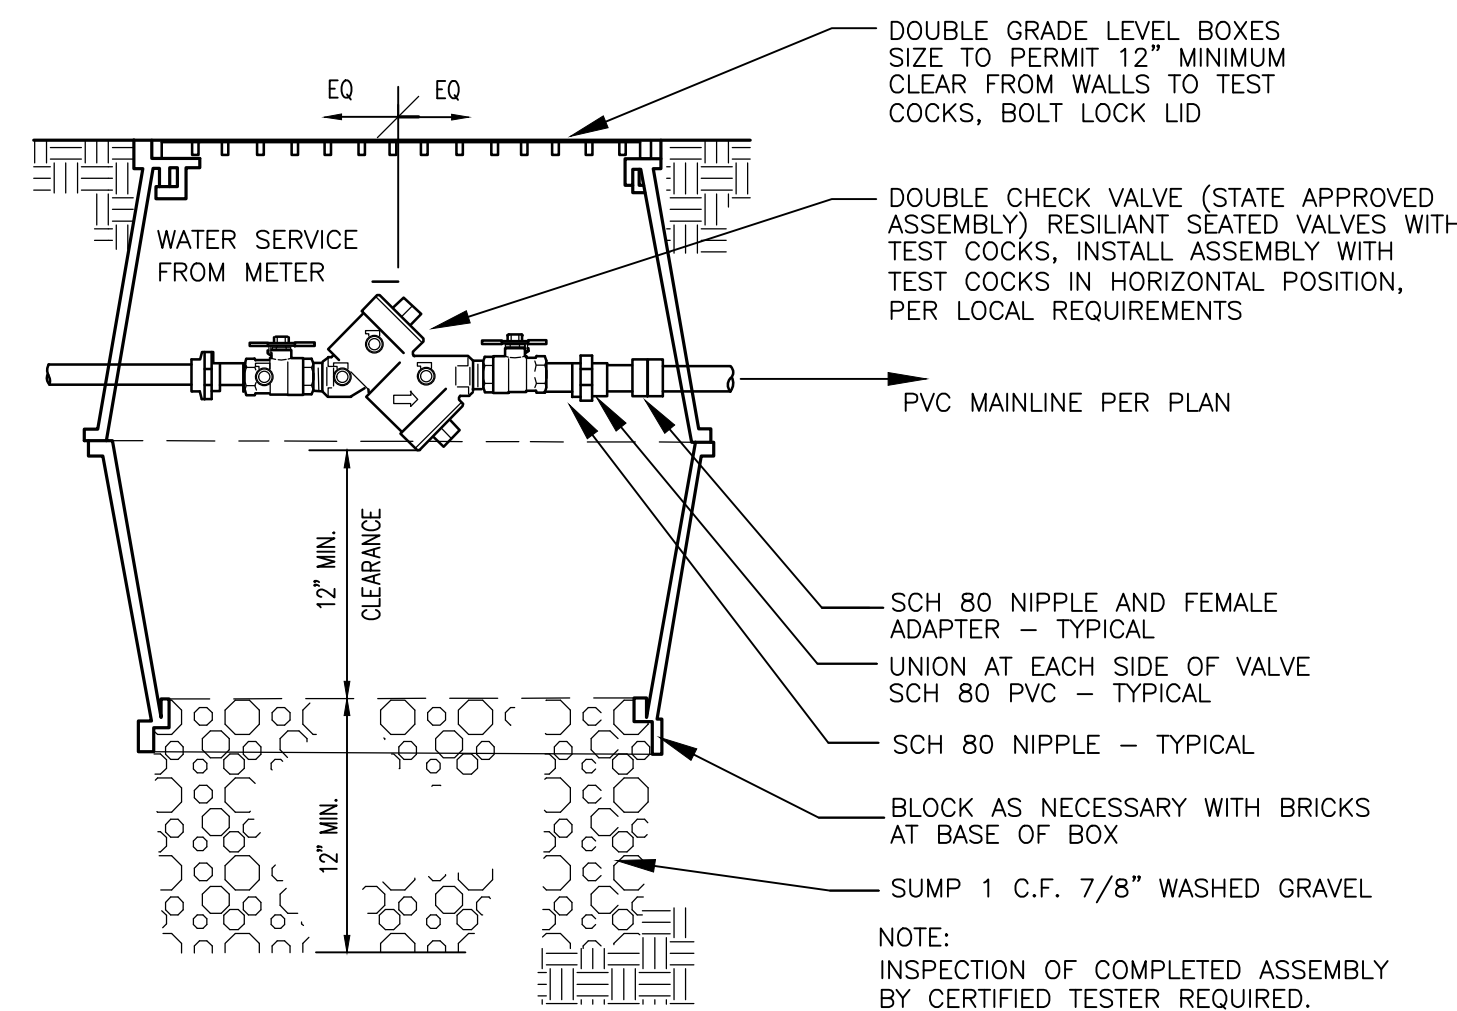 DOUBLE GRADE LEVEL BOXES
SIZE TO PERMIT 12” MINIMUM
CLEAR FROM WALLS TO TEST
COCKS, BOLT LOCK LID
EQ
EQ
DOUBLE CHECK VALVE (STATE APPROVED
ASSEMBLY) RESILIANT SEATED VALVES WITH
TEST COCKS, INSTALL ASSEMBLY WITH
TEST COCKS IN HORIZONTAL POSITION,
PER LOCAL REQUIREMENTS
WATER SERVICE
FROM METER
PVC MAINLINE PER PLAN
12” MIN.
CLEARANCE
SCH 80 NIPPLE AND FEMALE
ADAPTER – TYPICAL
UNION AT EACH SIDE OF VALVE
SCH 80 PVC – TYPICAL
SCH 80 NIPPLE – TYPICAL
12” MIN.
BLOCK AS NECESSARY WITH BRICKS
AT BASE OF BOX
SUMP 1 C.F. 7/8” WASHED GRAVEL
NOTE:
INSPECTION OF COMPLETED ASSEMBLY
BY CERTIFIED TESTER REQUIRED.